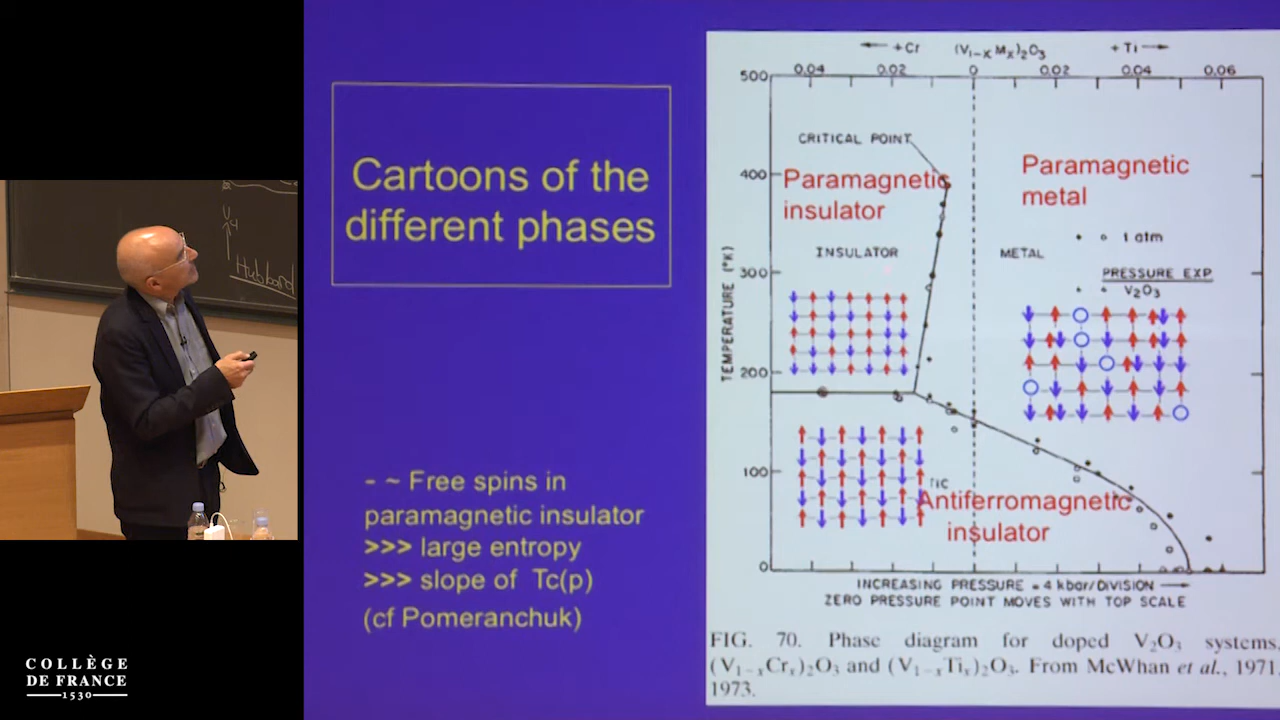 Cartoons of the
different phases
- ~ Free spins in
paramagnetic insulator
>>> large entropy
>>> slope of Tc(p)
(cf Pomeranchuk)
+Cr (V1-xMx)2O3 +Ti
0.04 0.02 0 0.02 0.04 0.06
500
400
300
200
100
0
TEMPERATURE (°K)
CRITICAL POINT
Paramagnetic
insulator
INSULATOR
Paramagnetic
metal
METAL
1 atm
PRESSURE EXP
V2O3
TIC
Antiferromagnetic
insulator
INCREASING PRESSURE = 4 kbar/DIVISION
ZERO PRESSURE POINT MOVES WITH TOP SCALE
FIG. 70. Phase diagram for doped V2O3 systems,
(V1-xCrx)2O3 and (V1-xTix)2O3. From McWhan et al., 1971,
1973.
Hubbard
COLLÈGE
DE FRANCE
1530